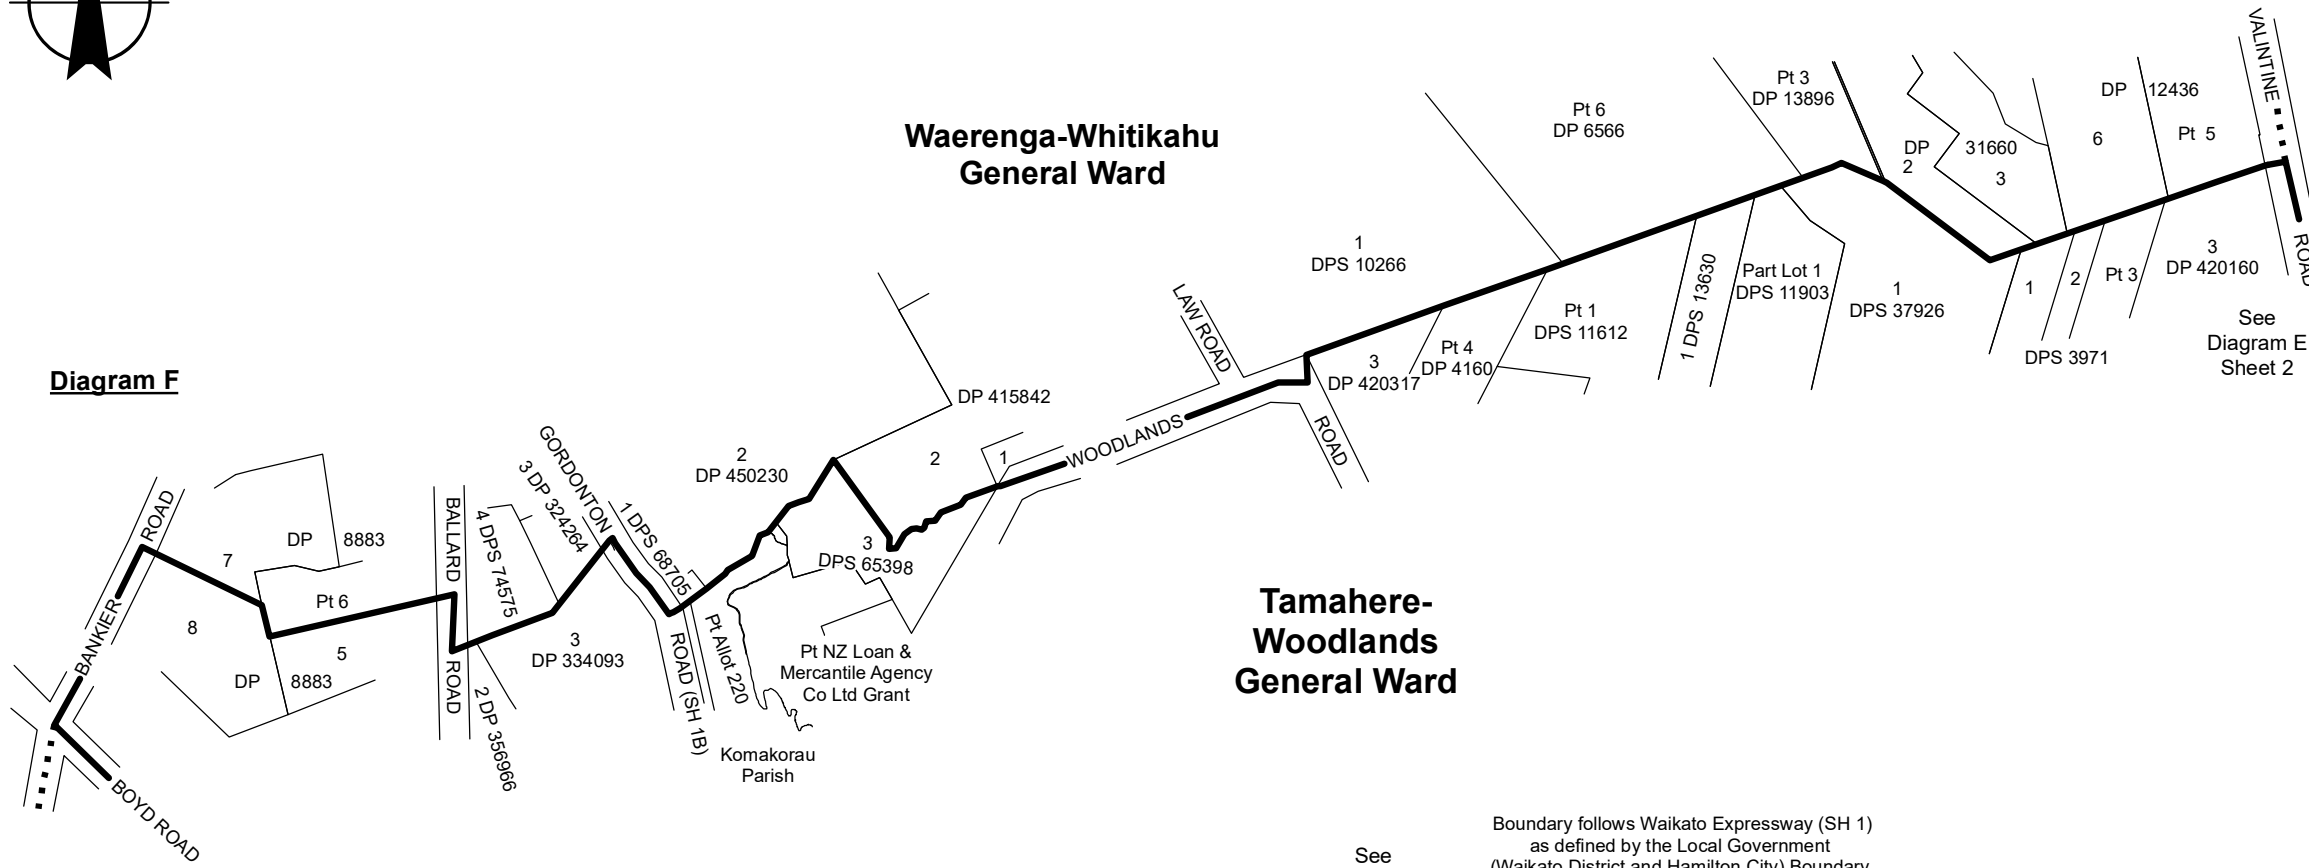 VALINTINE
Pt 3
DP 13896
DP 12436
Pt 6
DP 6566
6
Pt 5
Waerenga-Whitikahu
General Ward
DP
2
31660
3
1
DPS 10266
Part Lot 1
DPS 11903
1 DPS 13630
1
DPS 37926
1
2
Pt 3
3
DP 420160
ROAD
Pt 1
DPS 11612
DPS 3971
See
Diagram E
Sheet 2
LAW ROAD
Pt 4
DP 4160
3
DP 420317
Diagram F
DP 415842
WOODLANDS
ROAD
GORDONTON
3 DP 324264
2
DP 450230
2
1
1 DPS 68705
BANKIER
ROAD
7
DP 8883
BALLARD
ROAD
4 DPS 74575
3
DPS 65398
Pt 6
8
5
DP 8883
3
DP 334093
2 DP 356966
ROAD (SH 1B)
Pt Allot 220
Pt NZ Loan &
Mercantile Agency
Co Ltd Grant
Tamahere-
Woodlands
General Ward
Komakorau
Parish
BOYD ROAD
See
Boundary follows Waikato Expressway (SH 1)
as defined by the Local Government
(Waikato District and Hamilton City) Boundary